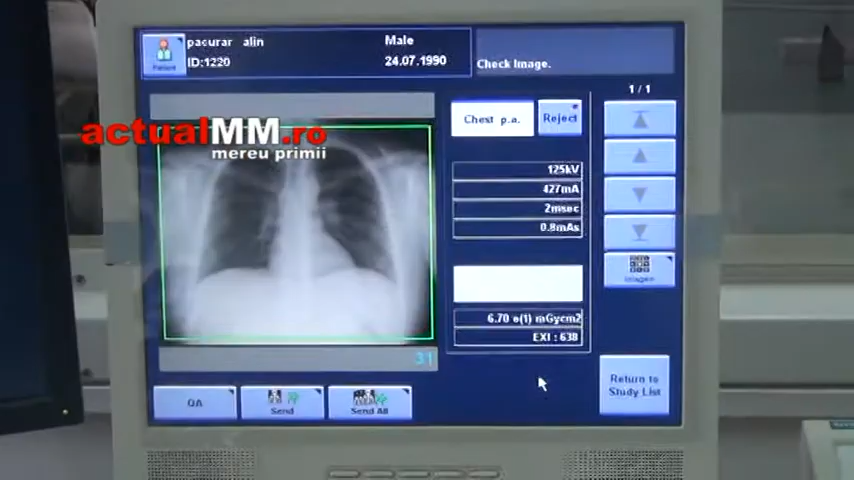 pacurar alin
Male
ID:1220
24.07.1990
Check Image.
Patient
1/1
Chest p.a.
Reject
actualMM.ro
mereu primii
125kV
427mA
2msec
0.8mAs
Images
6.70 e(1) mGycm2
EXI : 638
31
Return to
Study List
QA
Send
Send All